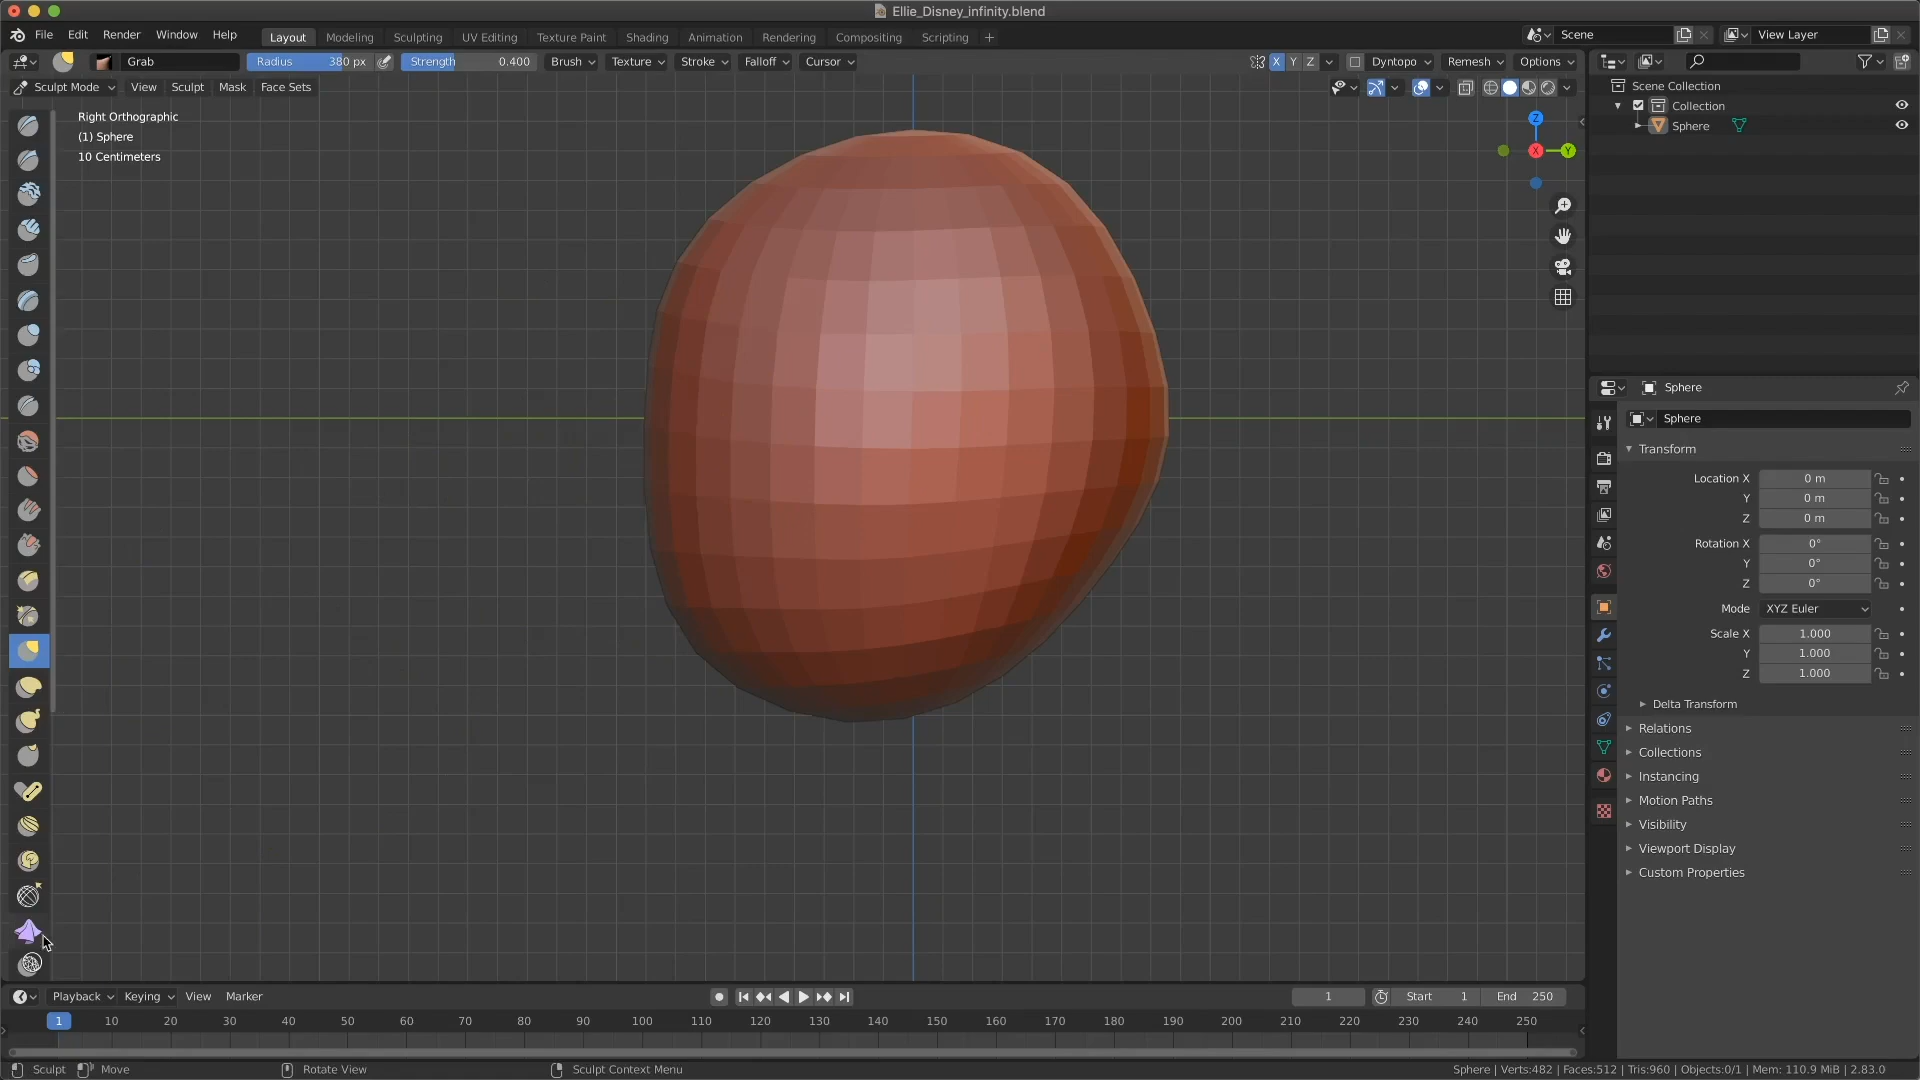 Ellie_Disney_infinity.blend
File Edit Render Window Help Layout Modeling Sculpting UV Editing Texture Paint Shading Animation Rendering Compositing Scripting + Scene View Layer
Grab Radius 380 px Strength 0.400 Brush Texture Stroke Falloff Cursor X Y Z Dyntopo Remesh Options
Sculpt Mode View Sculpt Mask Face Sets
Right Orthographic
(1) Sphere
10 Centimeters
Z
X
Y
Scene Collection
Collection
Sphere
Sphere
Sphere
Transform
Location X 0 m
Y 0 m
Z 0 m
Rotation X 0°
Y 0°
Z 0°
Mode XYZ Euler
Scale X 1.000
Y 1.000
Z 1.000
Delta Transform
Relations
Collections
Instancing
Motion Paths
Visibility
Viewport Display
Custom Properties
Playback Keying View Marker 1 Start 1 End 250
1 10 20 30 40 50 60 70 80 90 100 110 120 130 140 150 160 170 180 190 200 210 220 230 240 250
Sculpt Move Rotate View Sculpt Context Menu Sphere | Verts:482 | Faces:512 | Tris:960 | Objects:0/1 | Mem: 110.9 MiB | 2.83.0